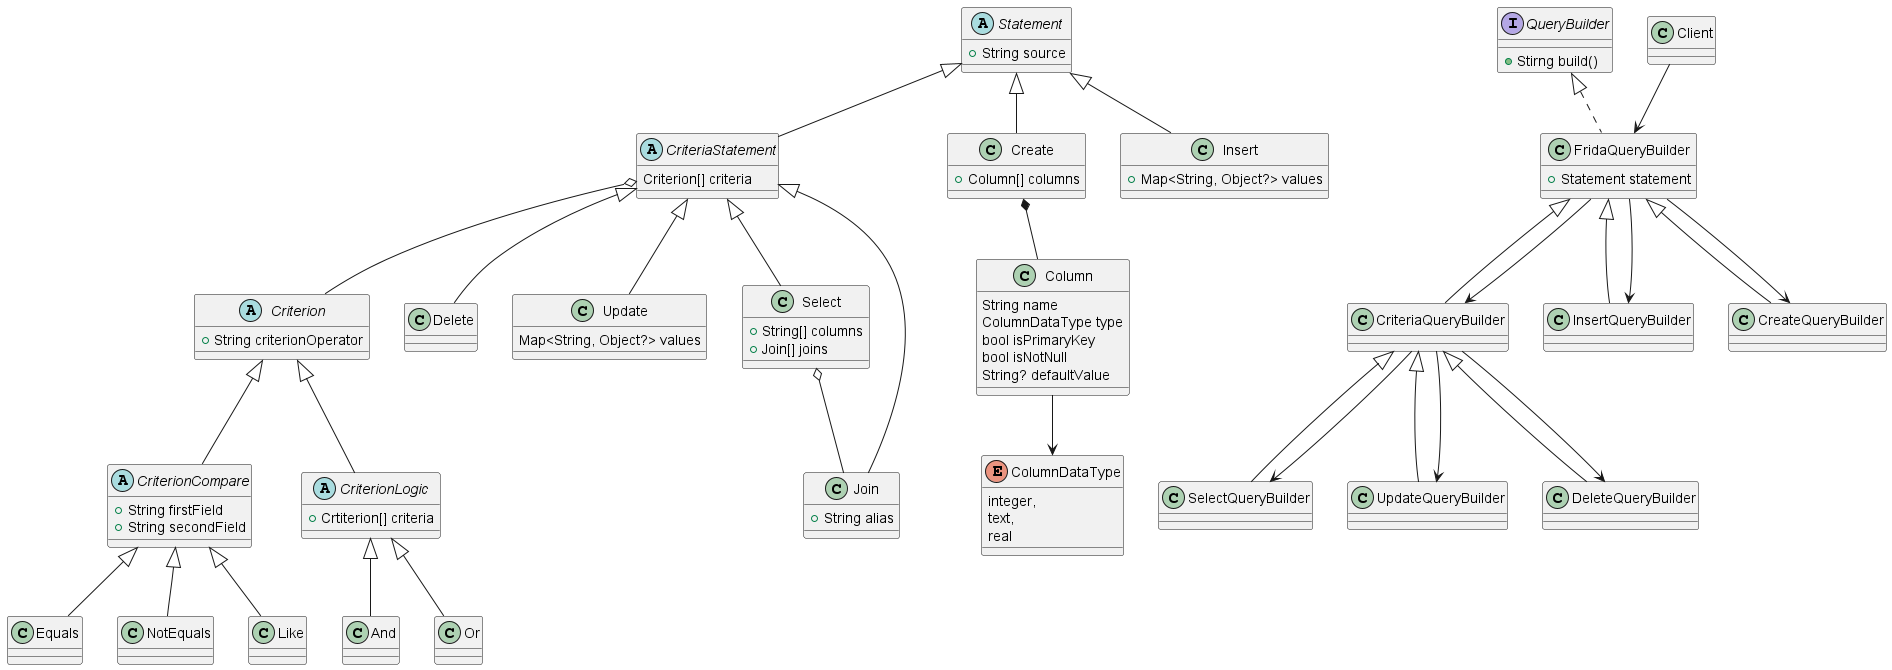 A Statement
String source
I QueryBuilder
Stirng build()
C Client
A CriteriaStatement
Criterion[] criteria
C Create
Column[] columns
C Insert
Map<String, Object?> values
C FridaQueryBuilder
Statement statement
A Criterion
String criterionOperator
C Delete
C Update
Map<String, Object?> values
C Select
String[] columns
Join[] joins
C Column
String name
ColumnDataType type
bool isPrimaryKey
bool isNotNull
String? defaultValue
C CriteriaQueryBuilder
C InsertQueryBuilder
C CreateQueryBuilder
A CriterionCompare
String firstField
String secondField
A CriterionLogic
Crtiterion[] criteria
C Join
String alias
E ColumnDataType
integer,
text,
real
C SelectQueryBuilder
C UpdateQueryBuilder
C DeleteQueryBuilder
C Equals
C NotEquals
C Like
C And
C Or